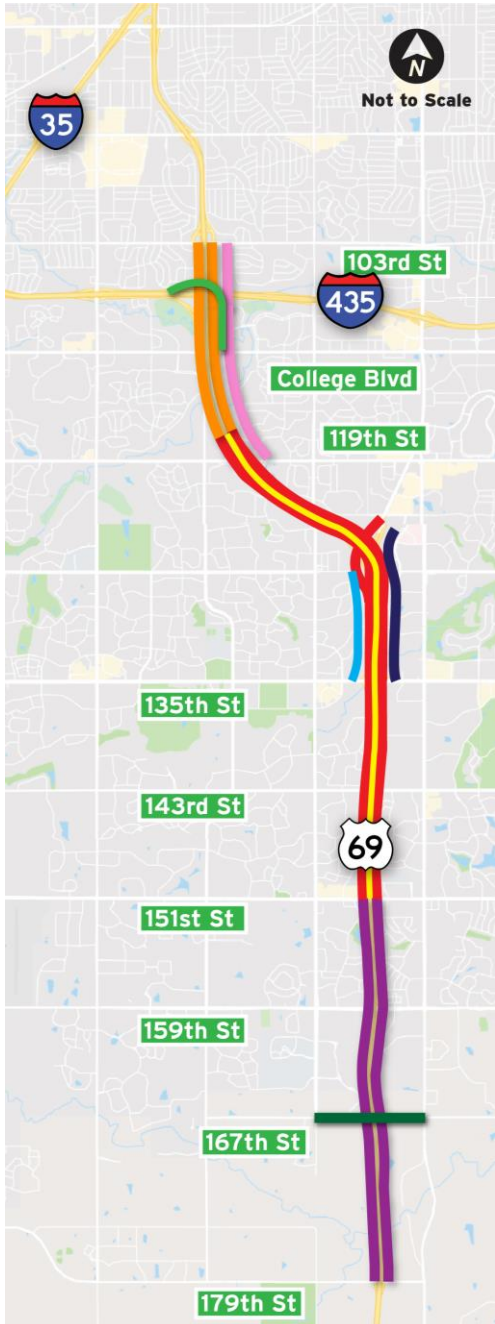 N
Not to Scale
35
103rd St
435
College Blvd
119th St
135th St
143rd St
69
151st St
159th St
167th St
179th St